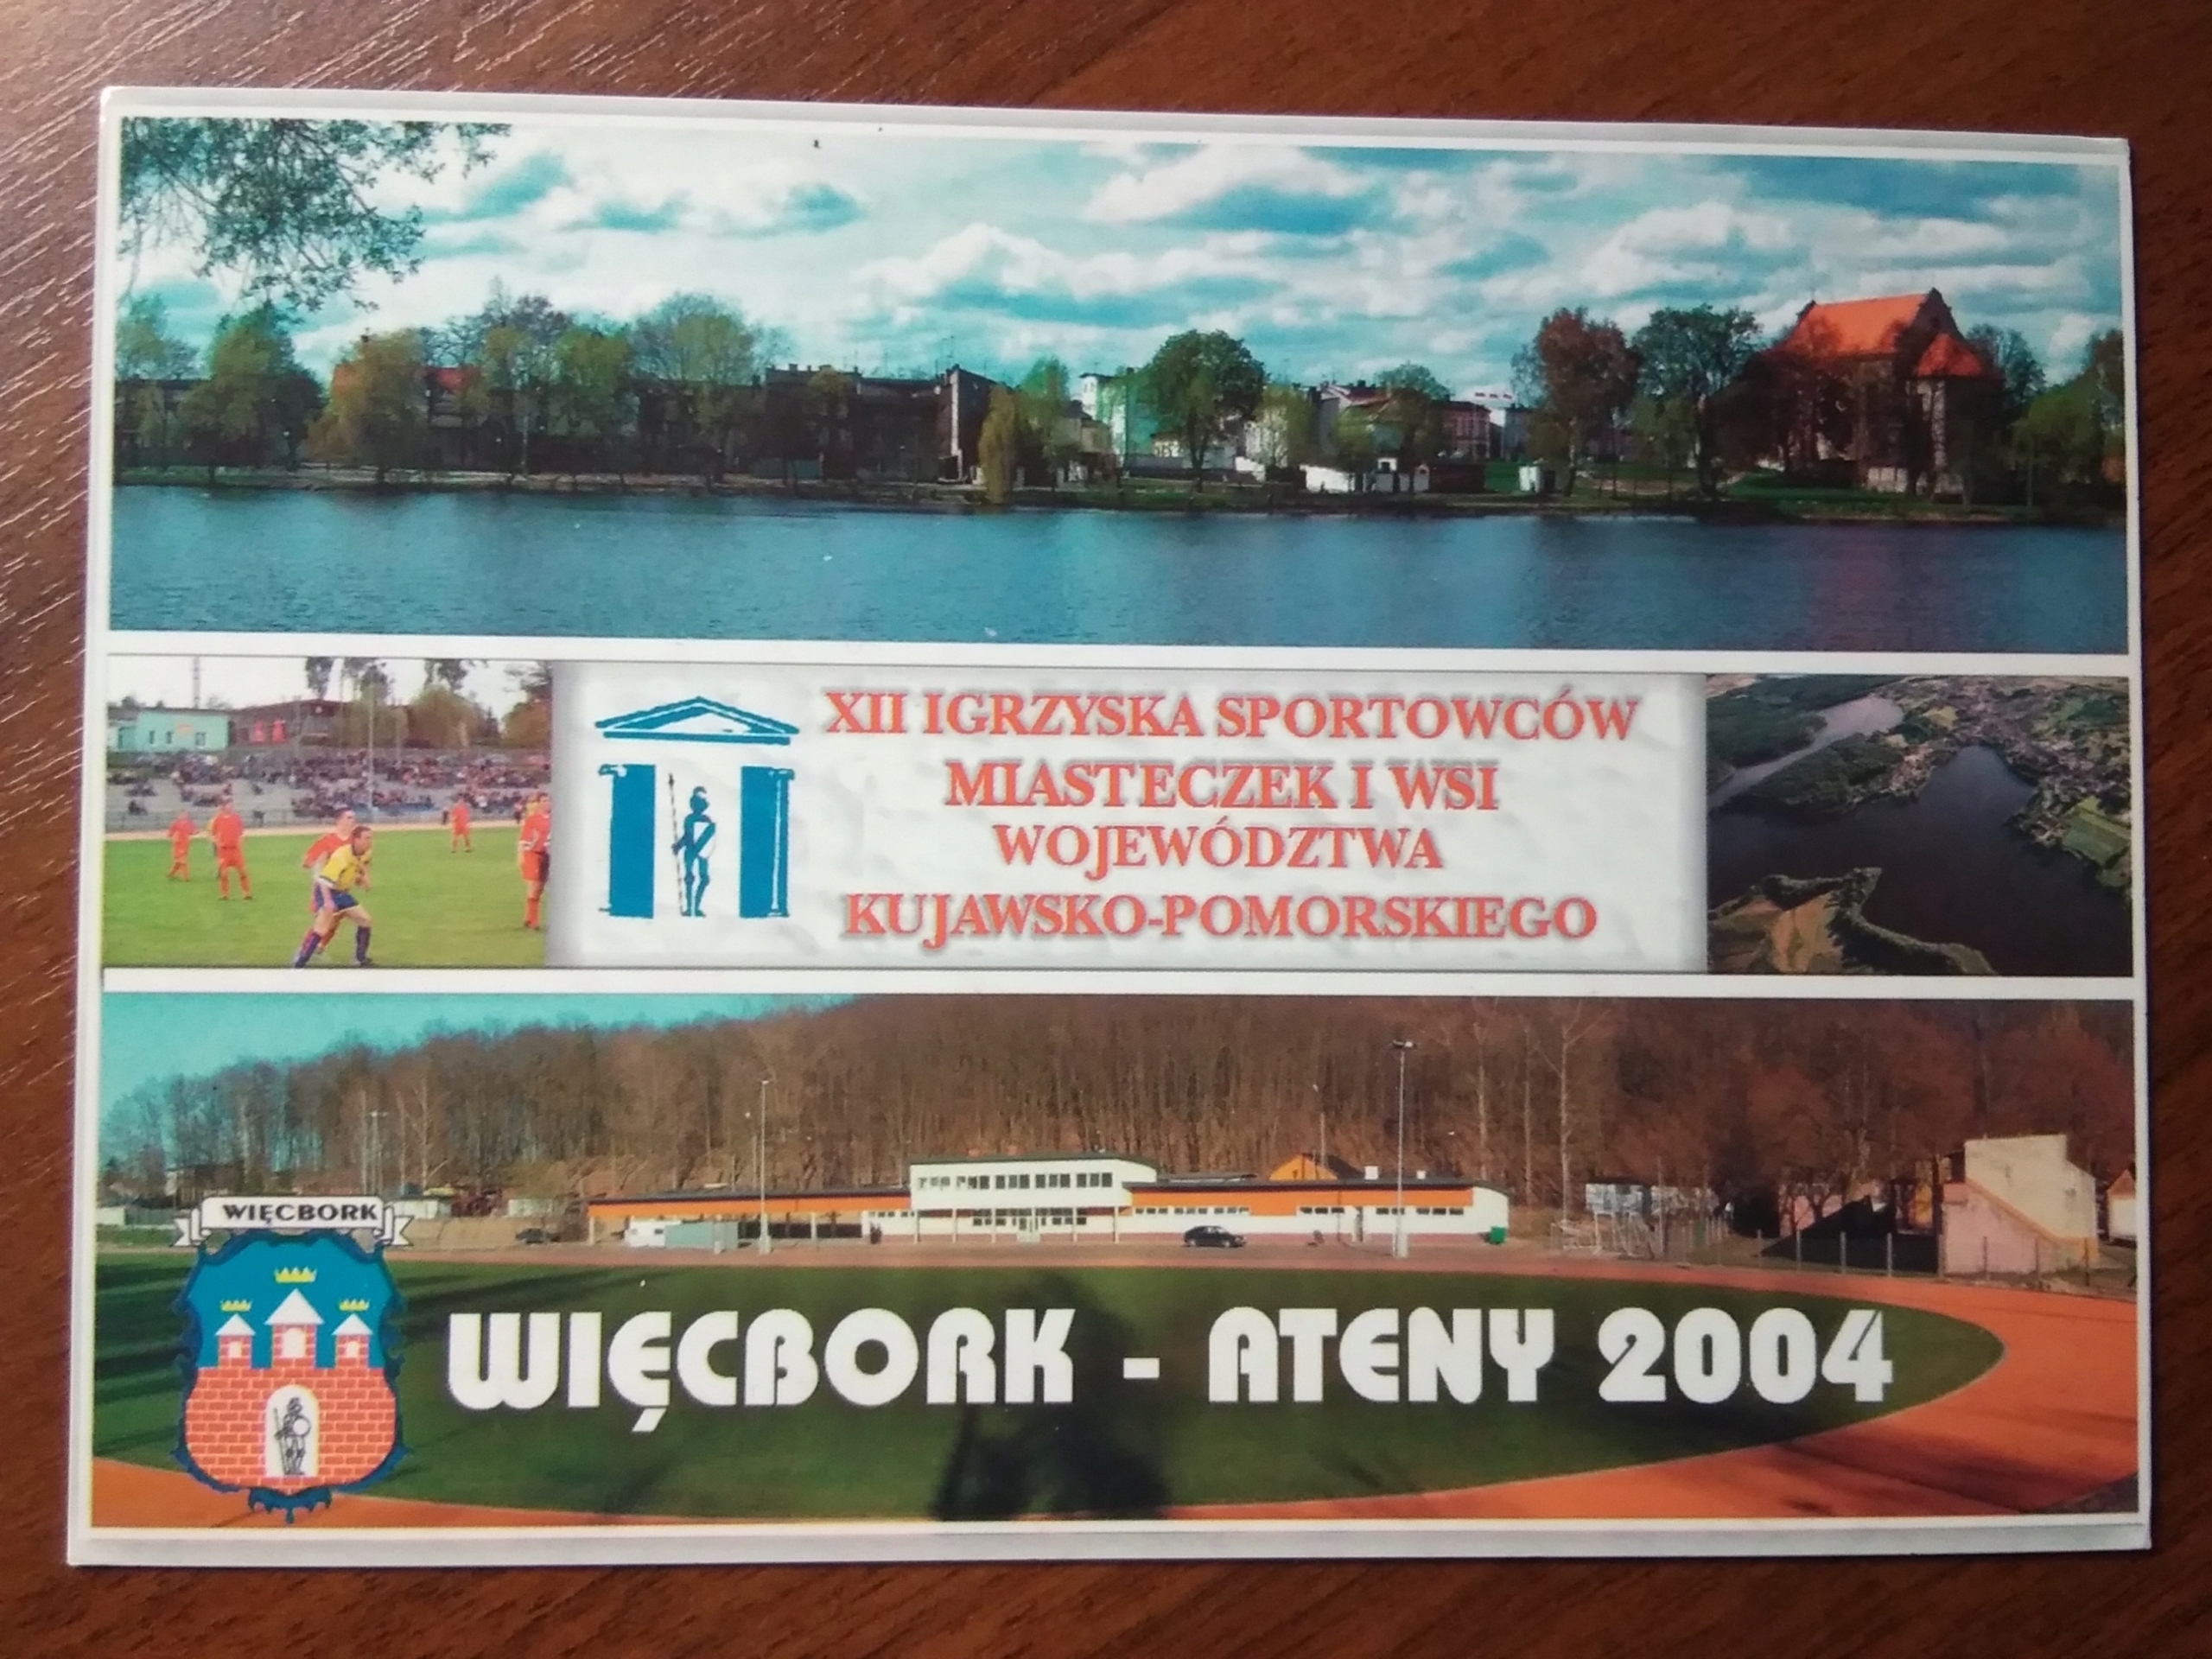 XII IGRZYSKA SPORTOWCÓW
MIASTECZEK I WSI
WOJEWÓDZTWA
KUJAWSKO-POMORSKIEGO
WIĘCBORK
WIĘCBORK - ATENY 2004